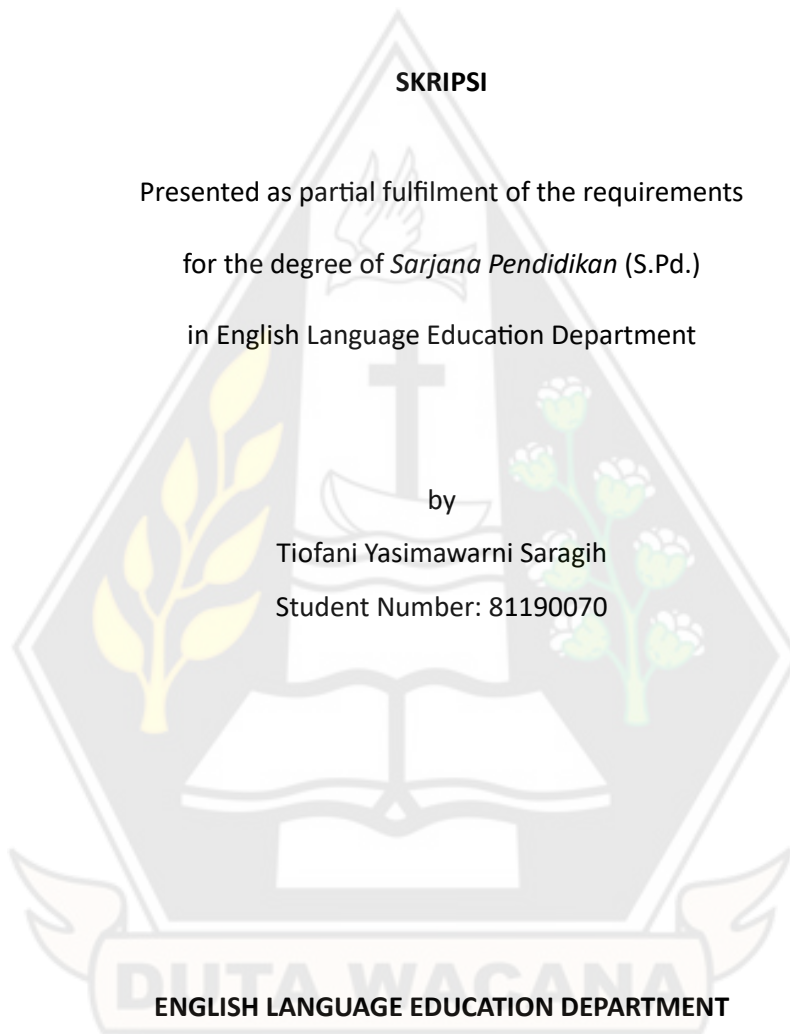 SKRIPSI
Presented as partial fulfilment of the requirements
for the degree of Sarjana Pendidikan (S.Pd.)
in English Language Education Department
by
Tiofani Yasimawarni Saragih
Student Number: 81190070
DUTA WACANA
ENGLISH LANGUAGE EDUCATION DEPARTMENT